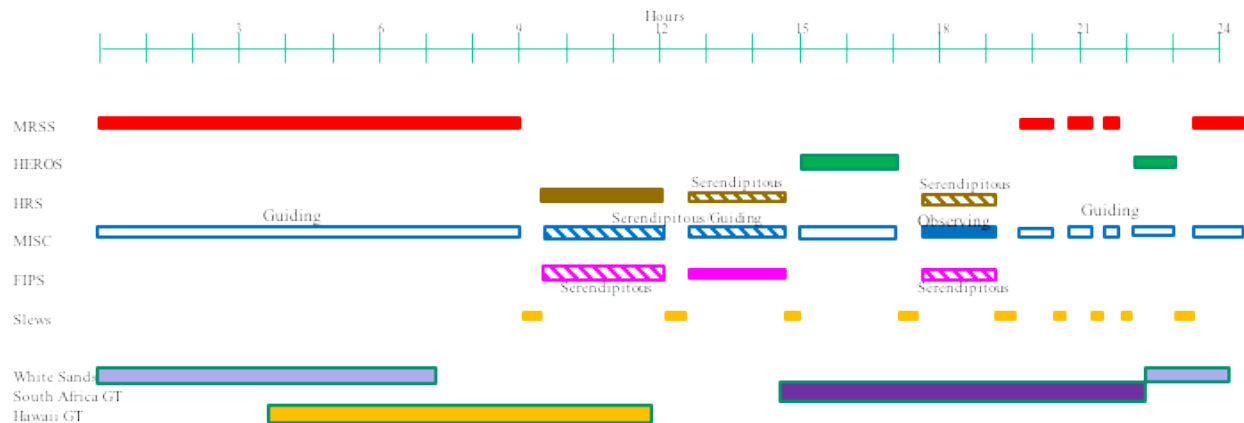 Hours
3 6 9 12 15 18 21 24
MRSS
HEROS
Serendipitous Serendipitous
HRS
Guiding Serendipitous/Guiding Observing Guiding
MISC
FIPS
Serendipitous Serendipitous
Slews
White Sands
South Africa GT
Hawaii GT